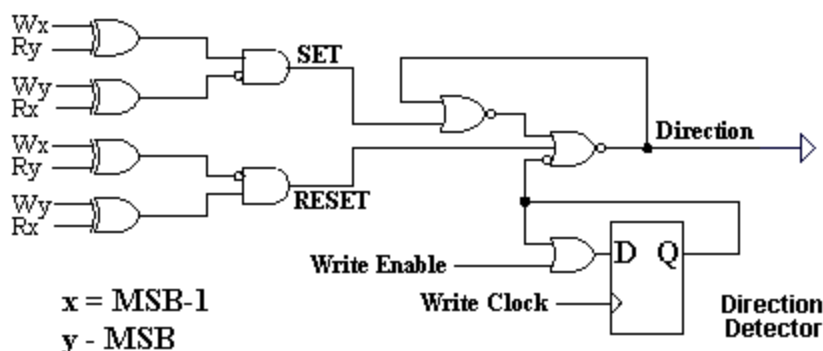 Wx
Ry
Wy
Rx
SET
Wx
Ry
Wy
Rx
RESET
Direction
D Q
Write Enable
Write Clock
x = MSB-1
y - MSB
Direction
Detector